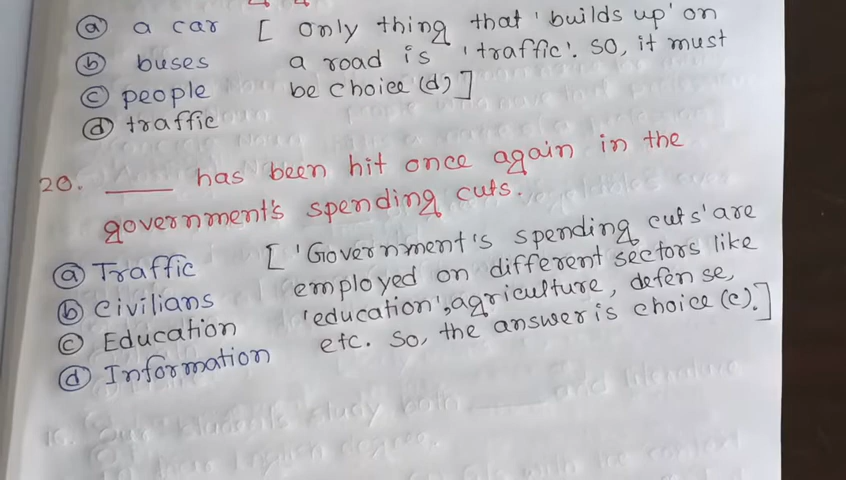 ⓐ a car [ Only thing that 'builds up' on
ⓑ buses a road is 'traffic'. So, it must
ⓒ people be choice (d) ]
ⓓ traffic
20. ____ has been hit once again in the
government's spending cuts.
ⓐ Traffic [ 'Government's spending cuts' are
ⓑ Civilians employed on different sectors like
ⓒ Education 'education', agriculture, defense,
ⓓ Information etc. So, the answer is choice (c). ]